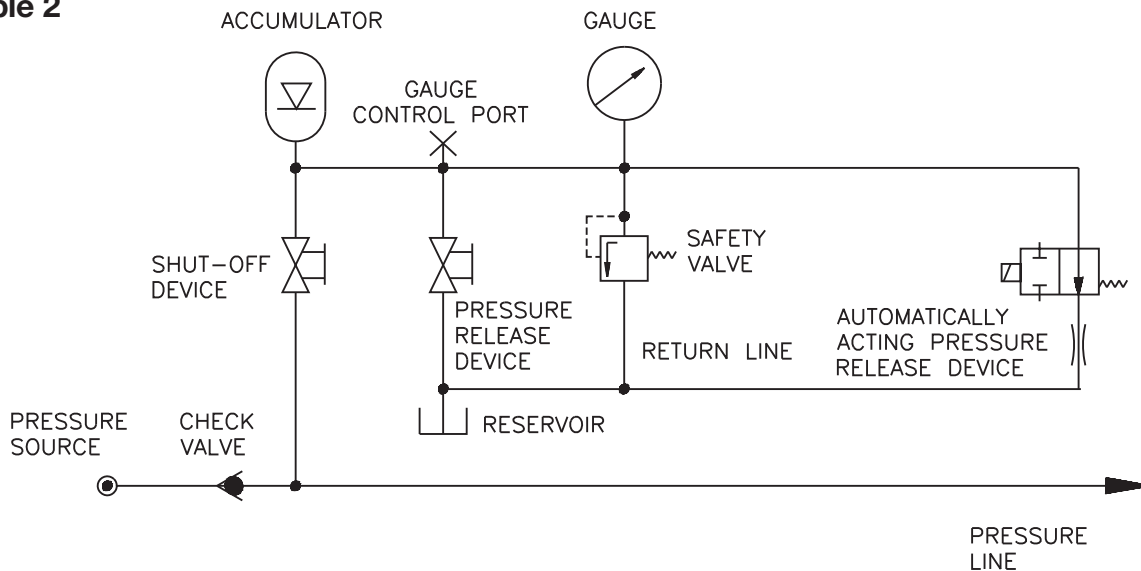 ple 2
ACCUMULATOR
GAUGE
GAUGE
CONTROL PORT
SHUT-OFF
DEVICE
SAFETY
VALVE
PRESSURE
RELEASE
DEVICE
RETURN LINE
AUTOMATICALLY
ACTING PRESSURE
RELEASE DEVICE
RESERVOIR
PRESSURE
SOURCE
CHECK
VALVE
PRESSURE
LINE